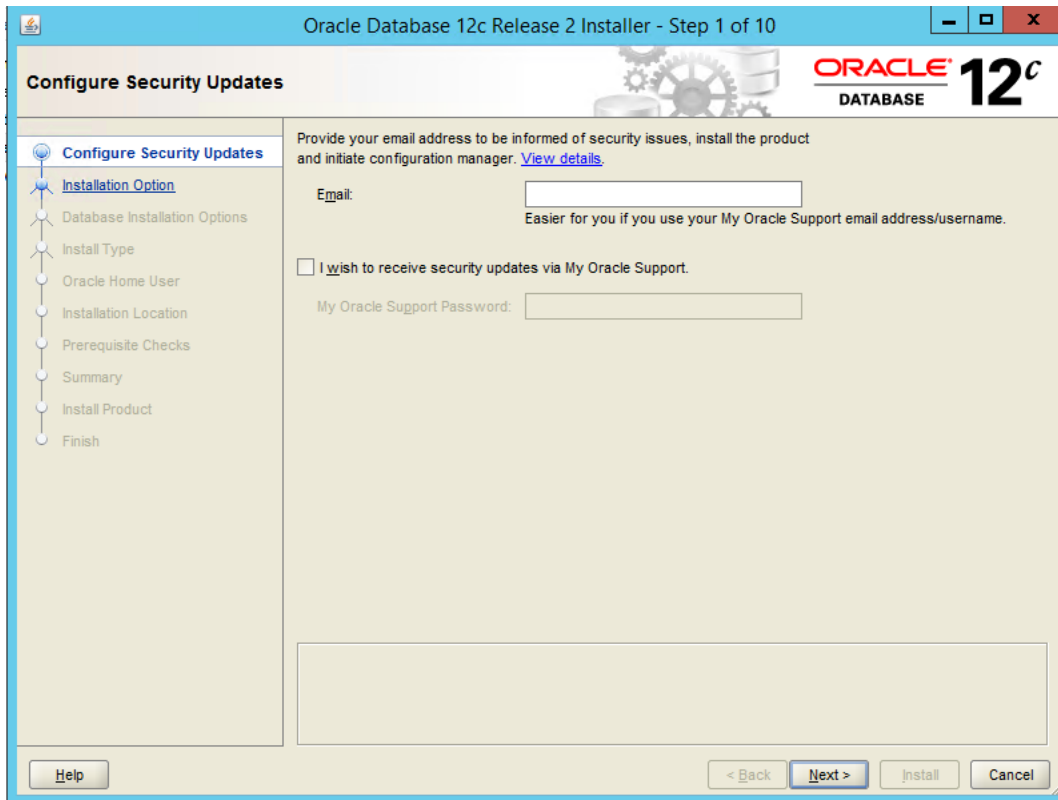 Oracle Database 12c Release 2 Installer - Step 1 of 10
Configure Security Updates
ORACLE
DATABASE
12c
Configure Security Updates
Installation Option
Database Installation Options
Install Type
Oracle Home User
Installation Location
Prerequisite Checks
Summary
Install Product
Finish
Provide your email address to be informed of security issues, install the product
and initiate configuration manager. View details.
Email:
Easier for you if you use your My Oracle Support email address/username.
I wish to receive security updates via My Oracle Support.
My Oracle Support Password:
Help
< Back
Next >
Install
Cancel